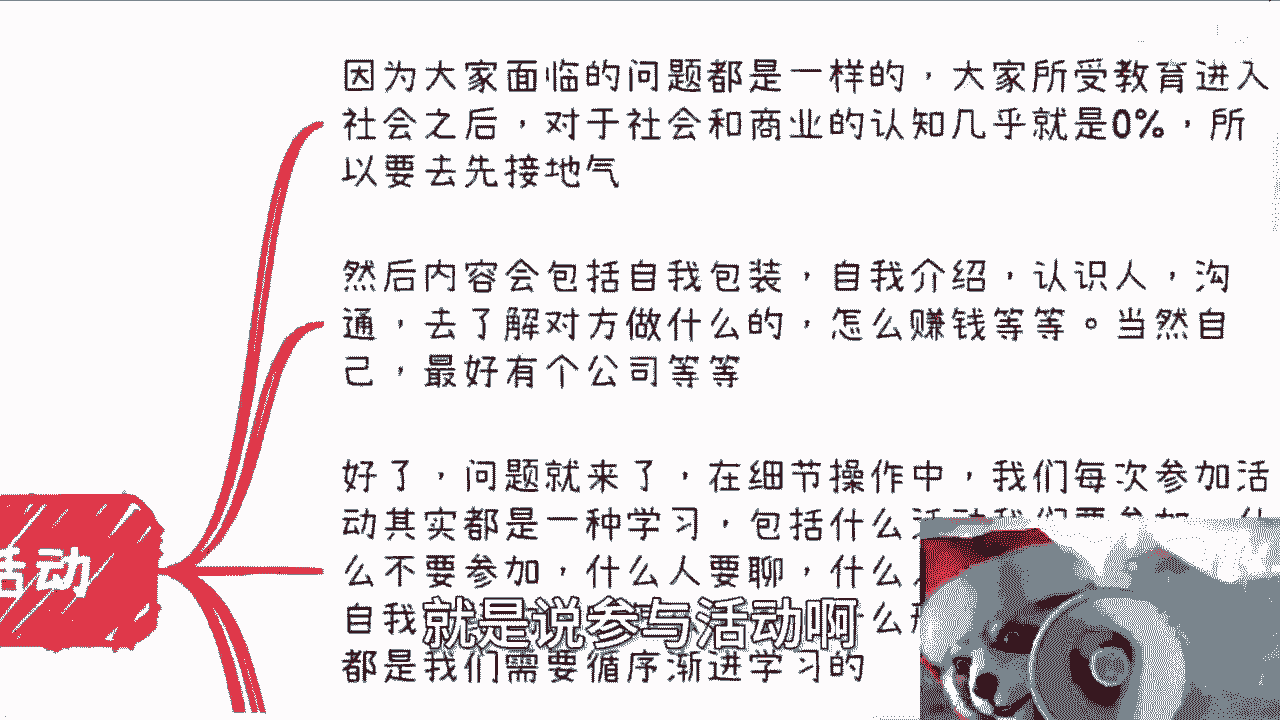 因为大家面临的问题都是一样的，大家所受教育进入
社会之后，对于社会和商业的认知几乎就是0%，所
以要去先接地气
然后内容会包括自我包装，自我介绍，认识人，沟
通，去了解对方做什么的，怎么赚钱等等。当然自
己，最好有个公司等等
活动
好了，问题就来了，在细节操作中，我们每次参加活
动其实都是一种学习，包括什么活动我们要参加，什
么不要参加，什么人要聊，什么
自我
就是说参与活动啊
都是我们需要循序渐进学习的